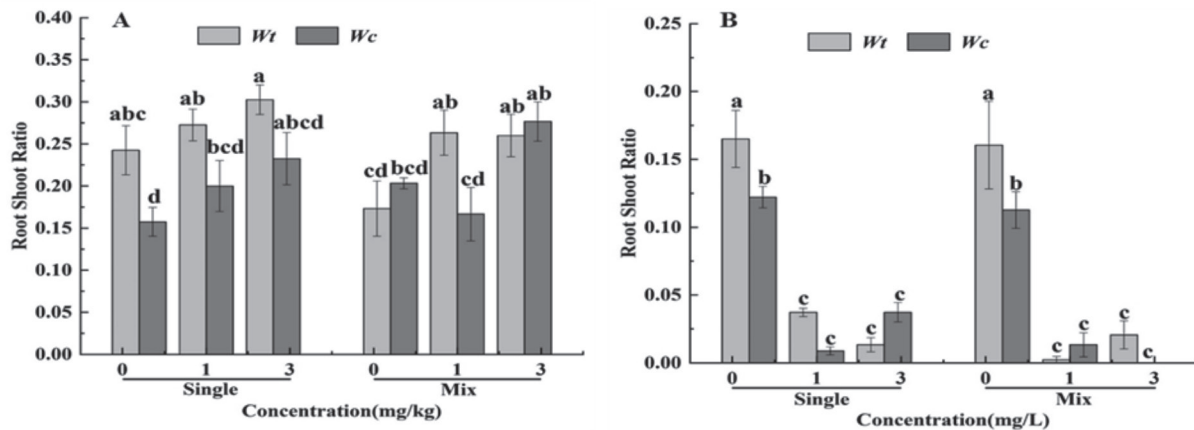 A
Wt Wc
Root Shoot Ratio
0.40
0.35
0.30
0.25
0.20
0.15
0.10
0.05
0.00
abc d ab bcd a abcd cd bcd ab cd ab ab
0 1 3 0 1 3
Single Mix
Concentration(mg/kg)
B
Wt Wc
Root Shoot Ratio
0.25
0.20
0.15
0.10
0.05
0.00
a b c c c c a b c c c
0 1 3 0 1 3
Single Mix
Concentration(mg/L)